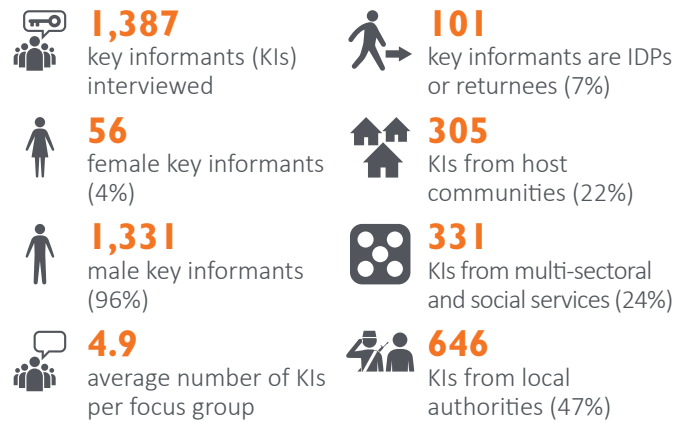 1,387
key informants (KIs)
interviewed
56
female key informants
(4%)
1,331
male key informants
(96%)
4.9
average number of KIs
per focus group
101
key informants are IDPs
or returnees (7%)
305
KIs from host
communities (22%)
331
KIs from multi-sectoral
and social services (24%)
646
KIs from local
authorities (47%)